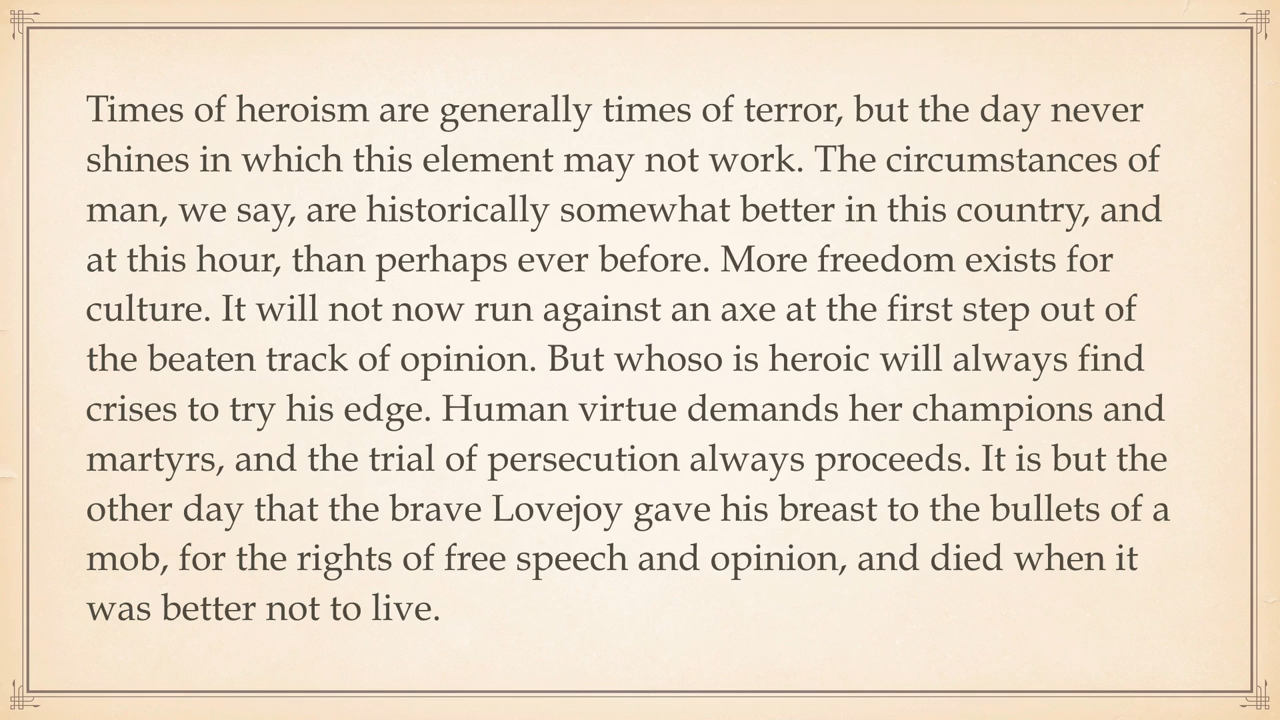 Times of heroism are generally times of terror, but the day never
shines in which this element may not work. The circumstances of
man, we say, are historically somewhat better in this country, and
at this hour, than perhaps ever before. More freedom exists for
culture. It will not now run against an axe at the first step out of
the beaten track of opinion. But whoso is heroic will always find
crises to try his edge. Human virtue demands her champions and
martyrs, and the trial of persecution always proceeds. It is but the
other day that the brave Lovejoy gave his breast to the bullets of a
mob, for the rights of free speech and opinion, and died when it
was better not to live.